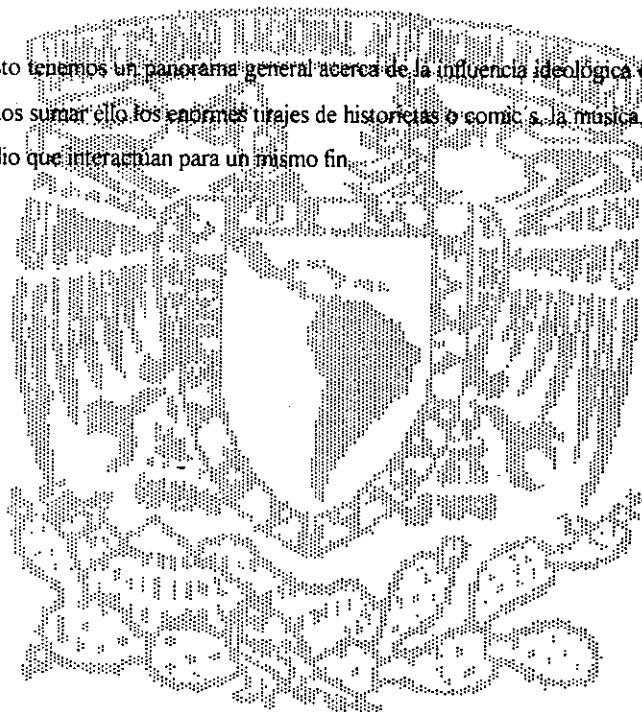 sto tenemos un panorama general acerca de la influencia ideológica
os sumar ello los enormes tirajes de historietas o comic s. la música,
dio que interactúan para un mismo fin.